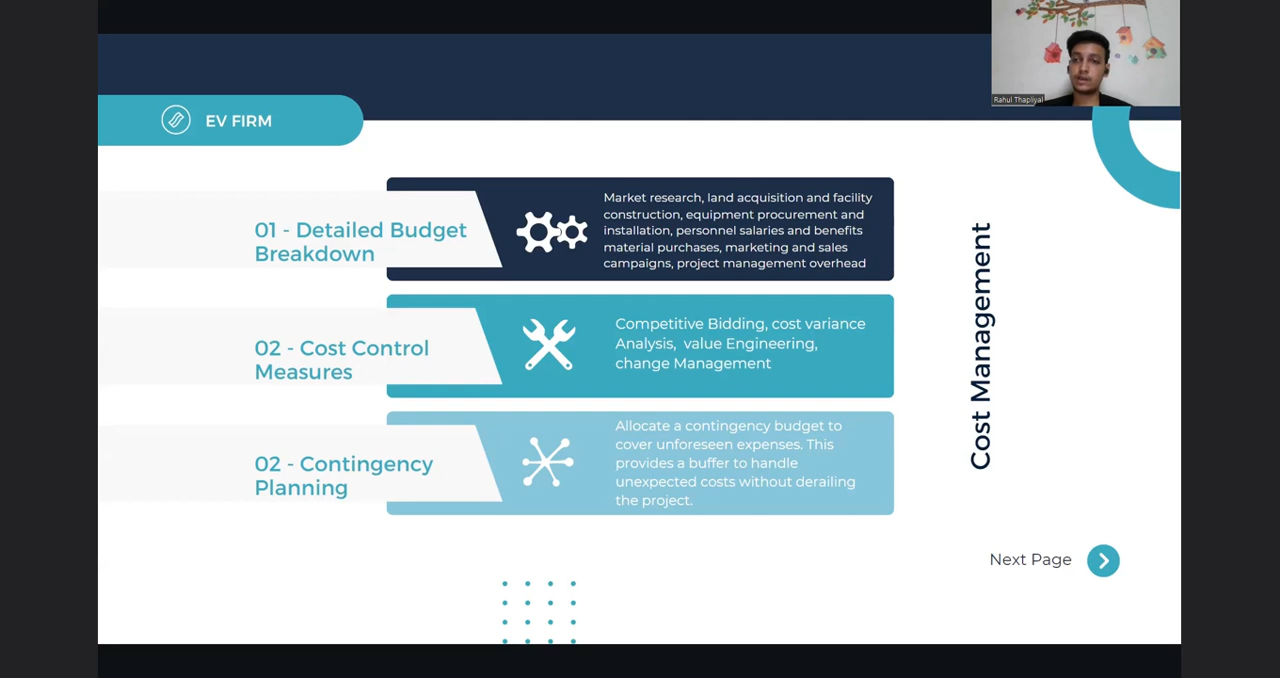 Rahul Thapliyal
EV FIRM
01 - Detailed Budget
Breakdown
Market research, land acquisition and facility
construction, equipment procurement and
installation, personnel salaries and benefits
material purchases, marketing and sales
campaigns, project management overhead
02 - Cost Control
Measures
Competitive Bidding, cost variance
Analysis, value Engineering,
change Management
02 - Contingency
Planning
Allocate a contingency budget to
cover unforeseen expenses. This
provides a buffer to handle
unexpected costs without derailing
the project.
Cost Management
Next Page